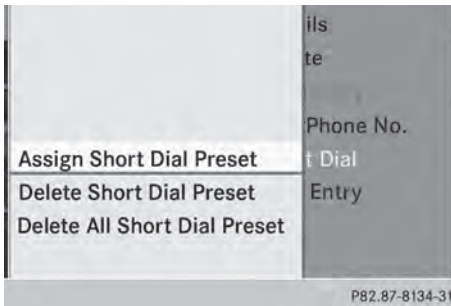 ils
te
Phone No.
Assign Short Dial Preset
t Dial
Delete Short Dial Preset
Entry
Delete All Short Dial Preset
P82.87-8134-31